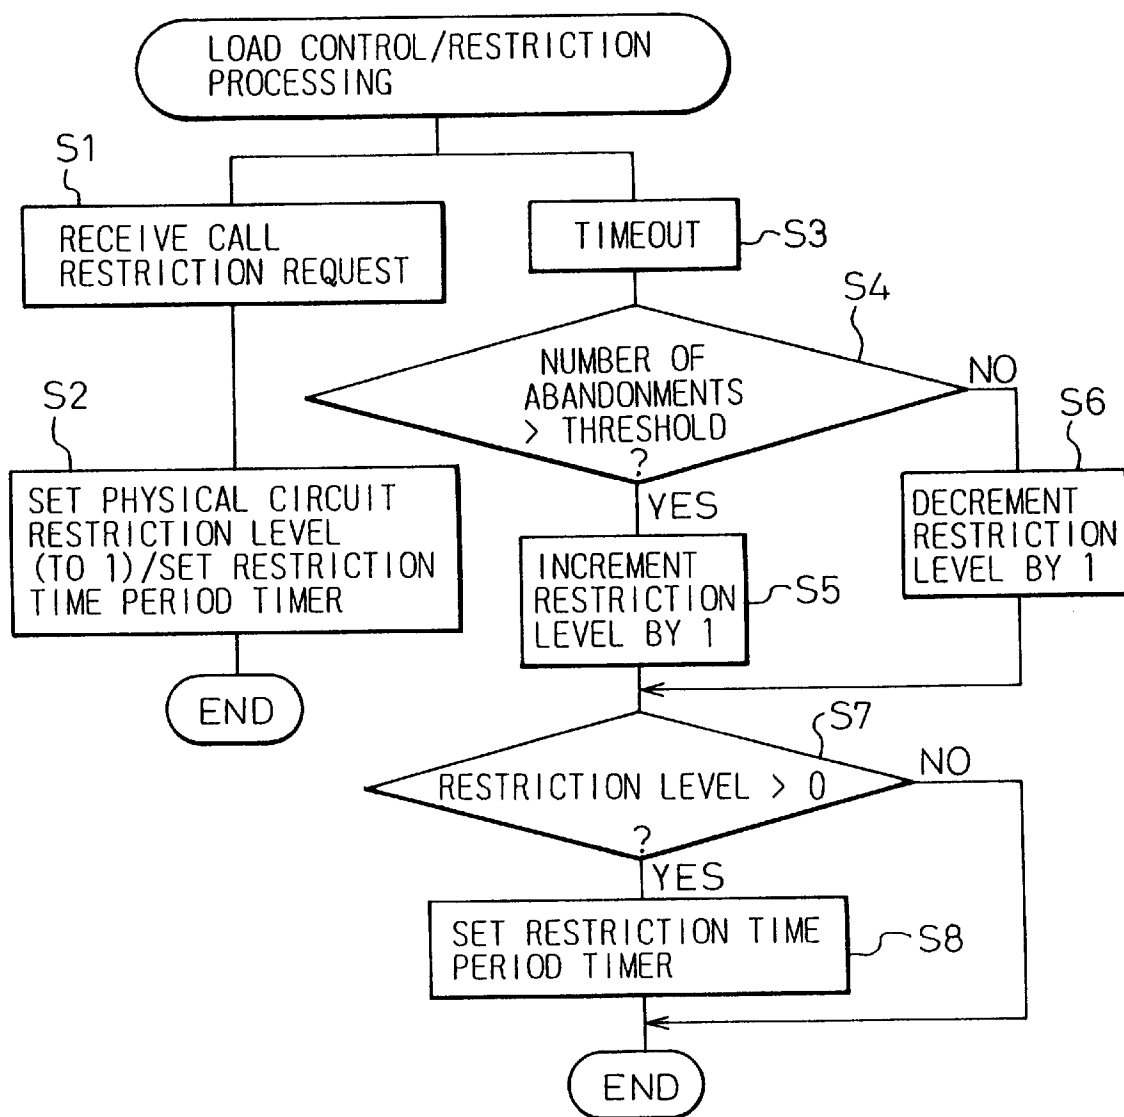 LOAD CONTROL/RESTRICTION
PROCESSING
S1
RECEIVE CALL
RESTRICTION REQUEST
S2
SET PHYSICAL CIRCUIT
RESTRICTION LEVEL
(TO 1)/SET RESTRICTION
TIME PERIOD TIMER
END
TIMEOUT
S3
S4
NUMBER OF
ABANDONMENTS
> THRESHOLD
?
NO
YES
S6
DECREMENT
RESTRICTION
LEVEL BY 1
INCREMENT
RESTRICTION
LEVEL BY 1
S5
S7
RESTRICTION LEVEL > 0
?
NO
YES
SET RESTRICTION TIME
PERIOD TIMER
S8
END